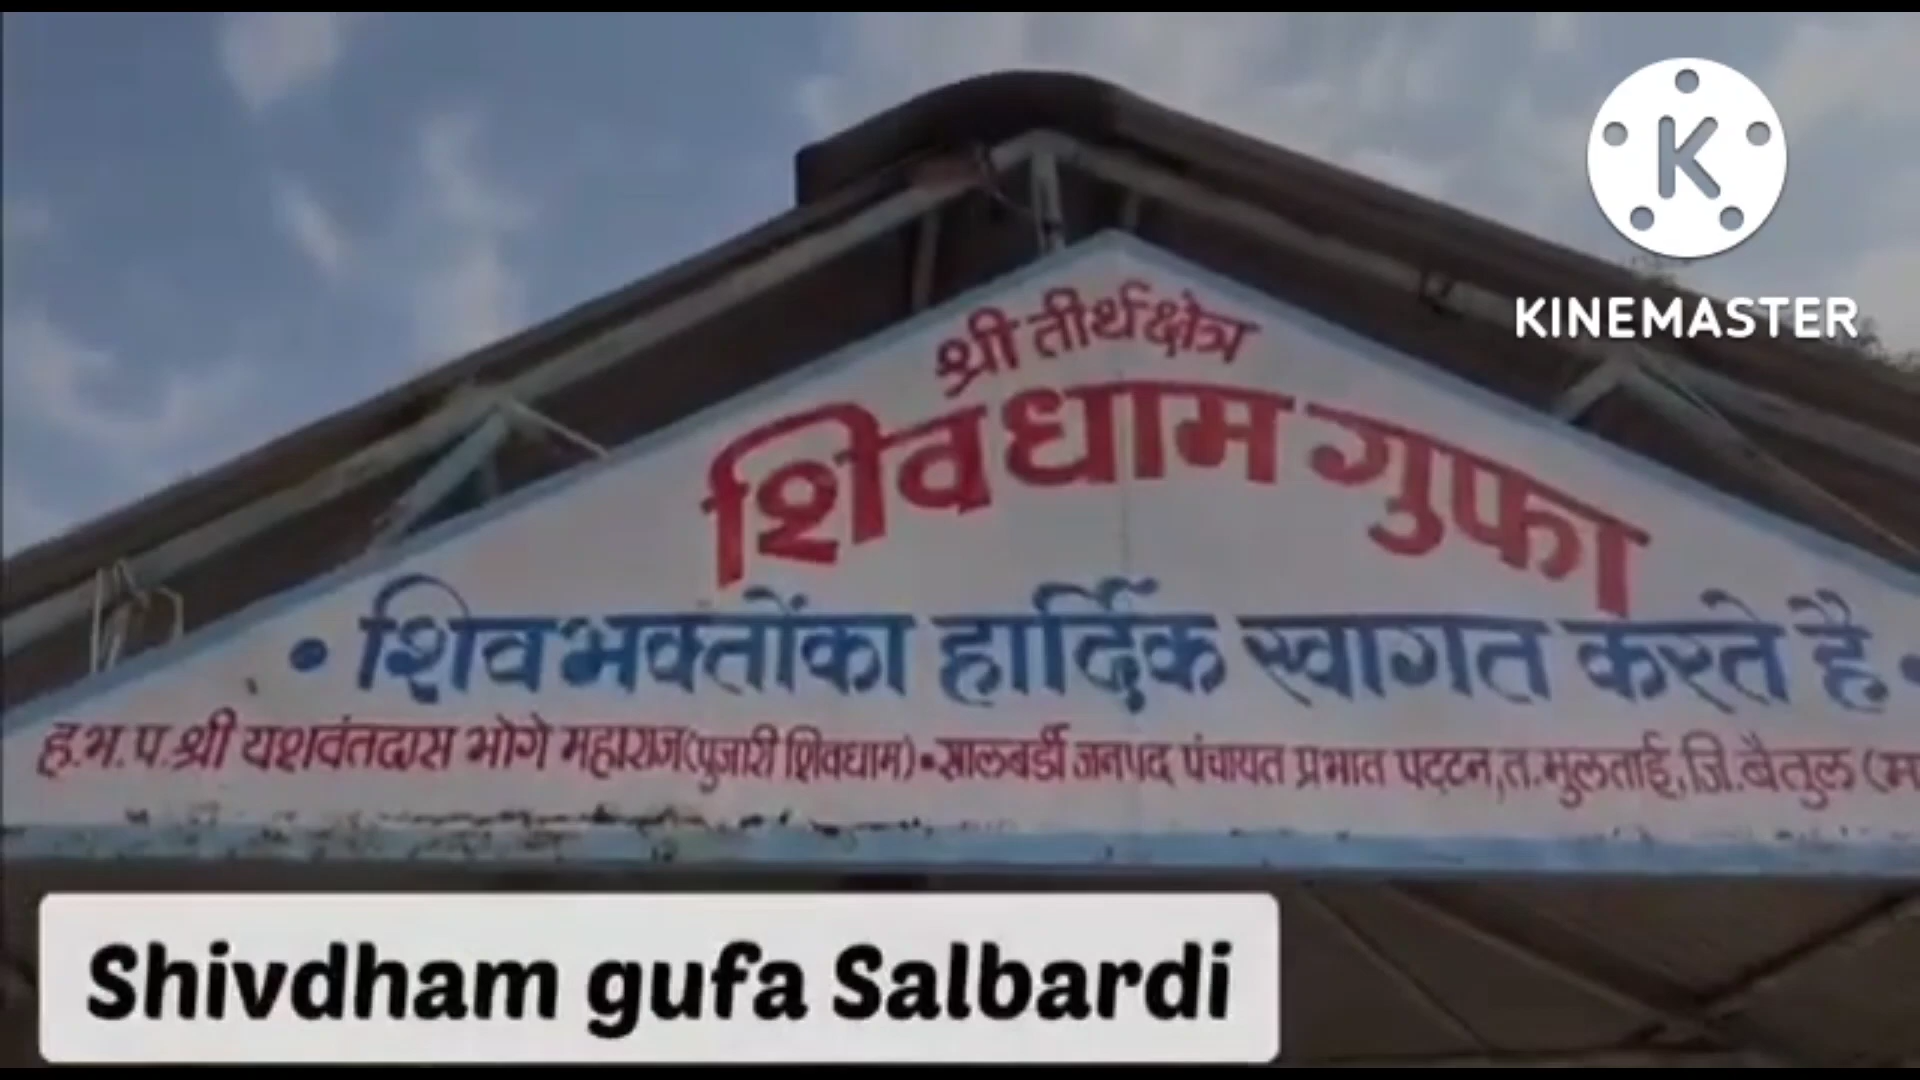 KINEMASTER
श्री तीर्थक्षेत्र
शिवधाम गुफा
• शिवभक्तोंका हार्दिक स्वागत करते है •
ह.भ.प.श्री यशवंतदास भोगे महाराज(पुजारी शिवधाम)•सालबर्डी जनपद पंचायत प्रभात पट्टन,त.मुलताई,जि.बैतुल (म
Shivdham gufa Salbardi